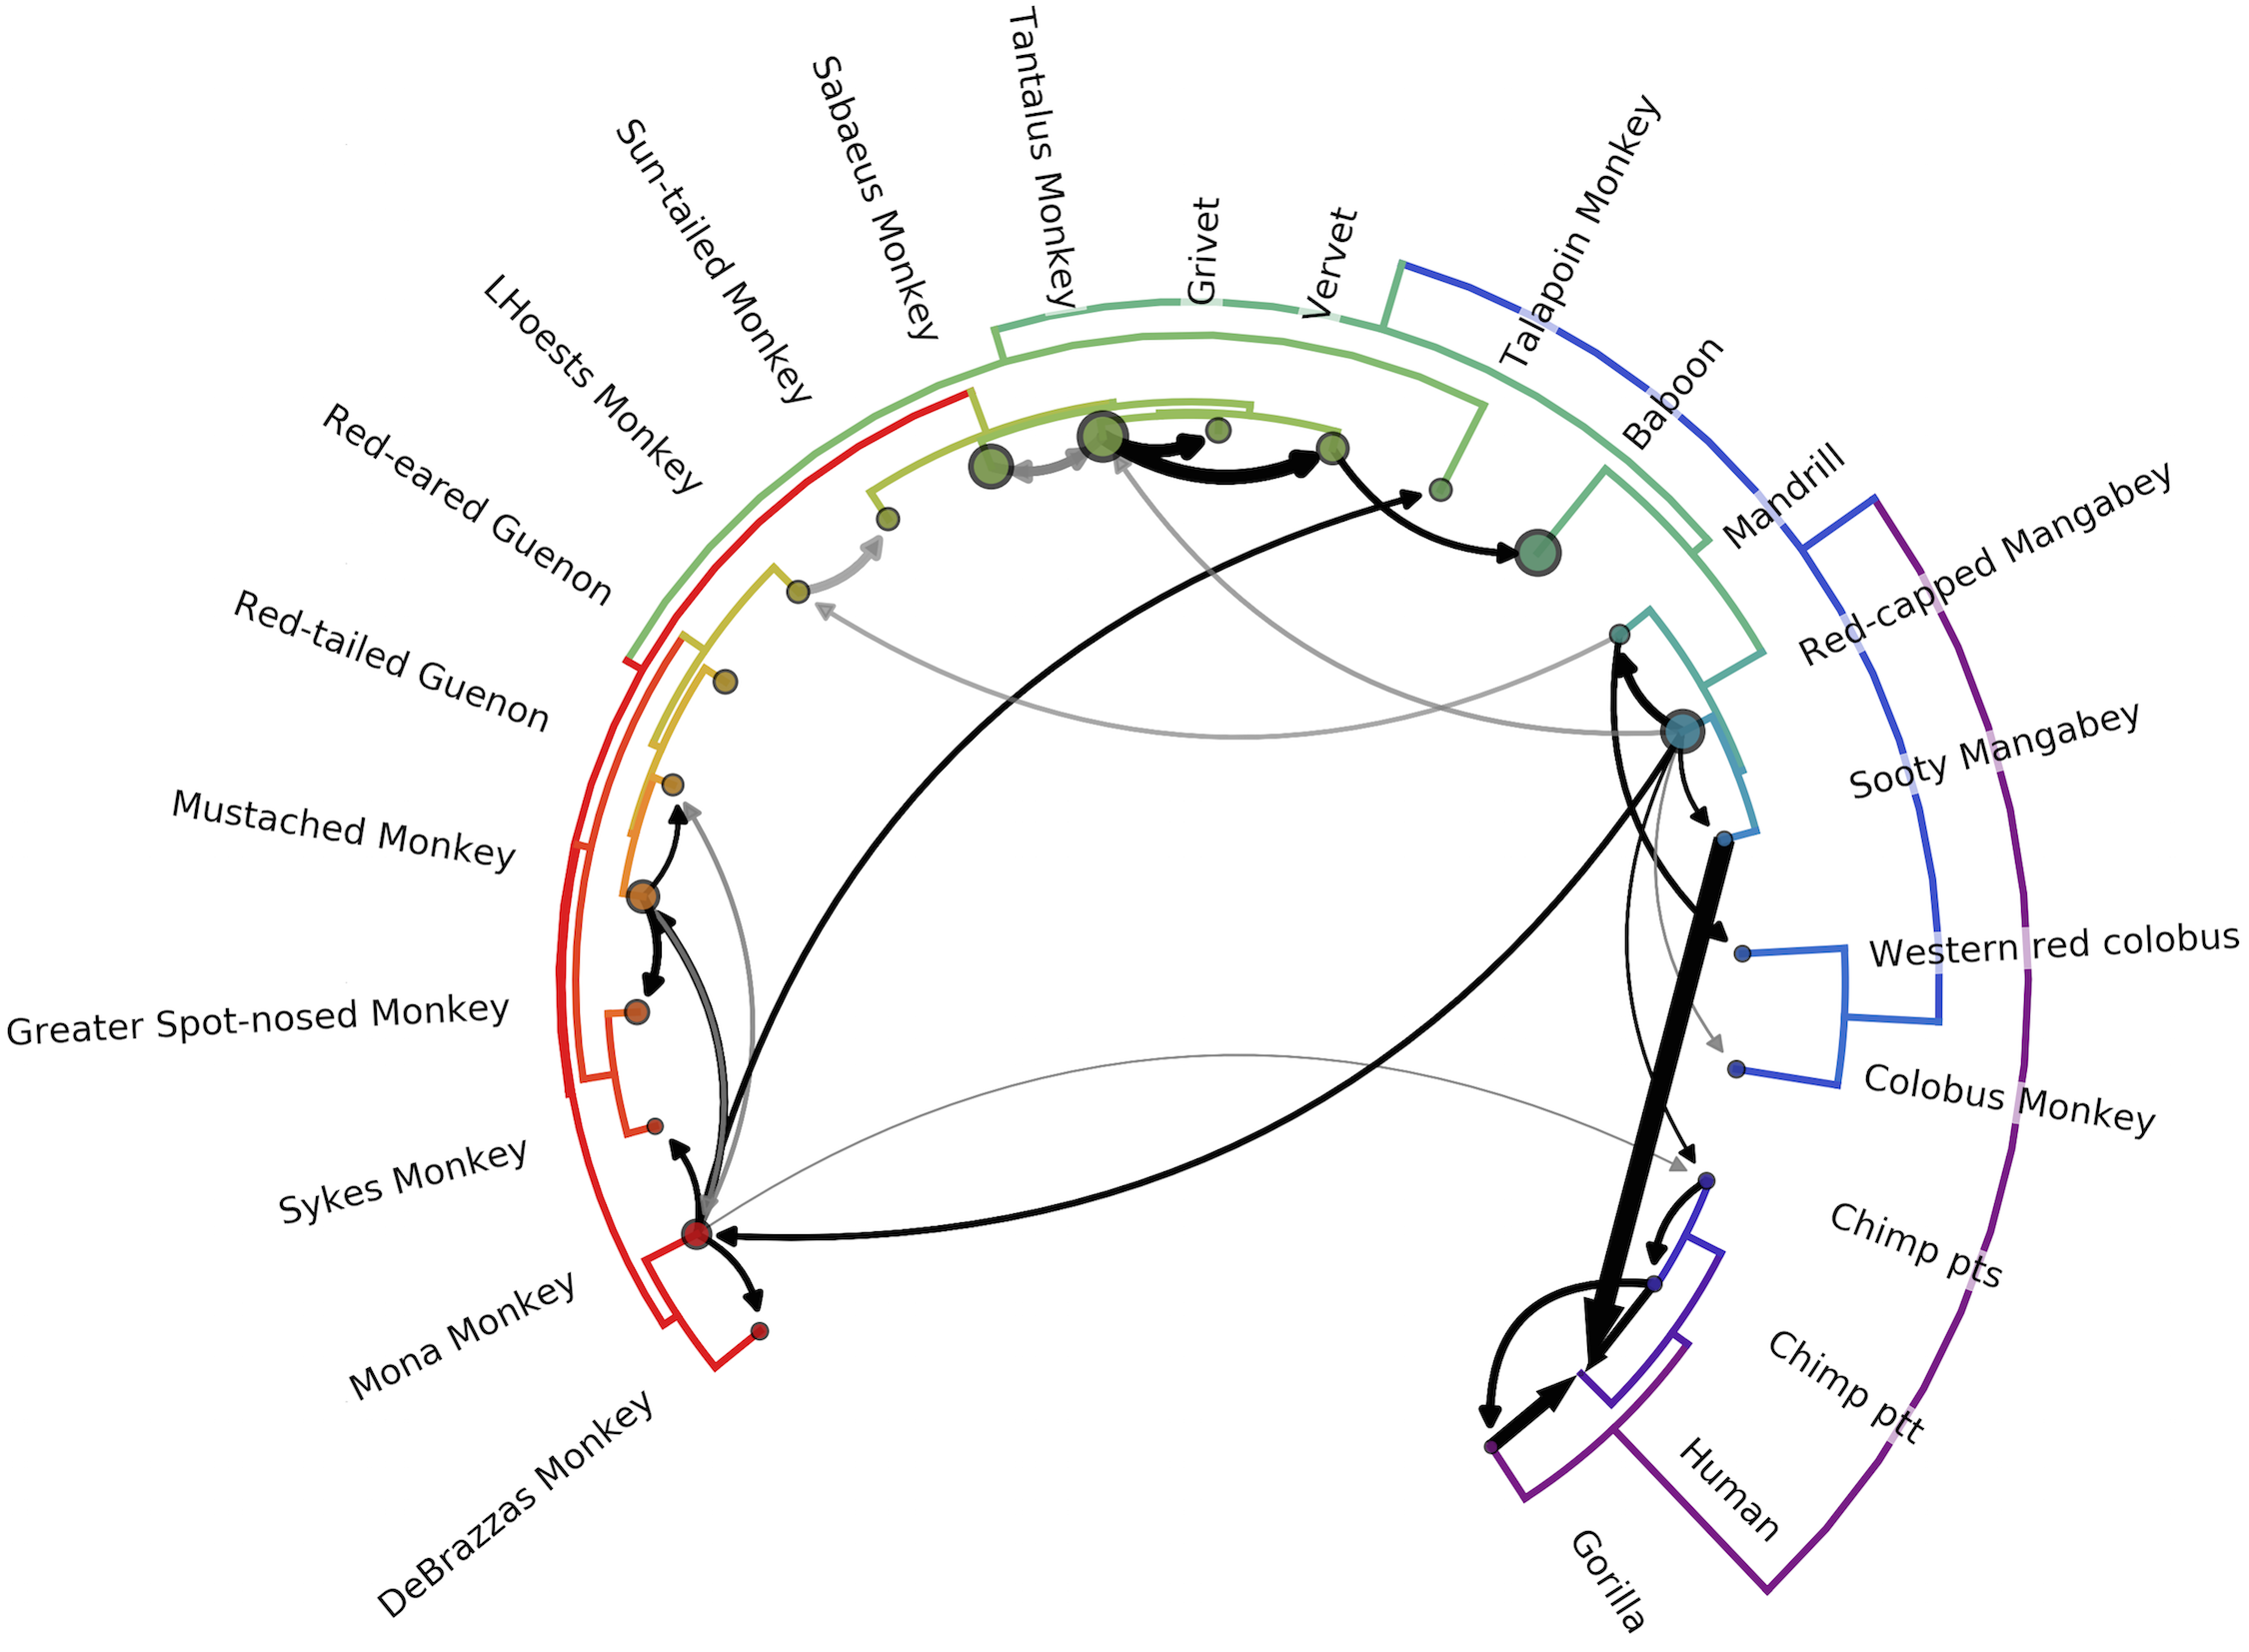 Tantalus Monkey
Sabaeus Monkey
Sun-tailed Monkey
LHoests Monkey
Red-eared Guenon
Red-tailed Guenon
Mustached Monkey
Greater Spot-nosed Monkey
Sykes Monkey
Mona Monkey
DeBrazzas Monkey
Grivet
Vervet
Talapoin Monkey
Baboon
Mandrill
Red-capped Mangabey
Sooty Mangabey
Western red colobus
Colobus Monkey
Chimp pts
Chimp ptt
Human
Gorilla